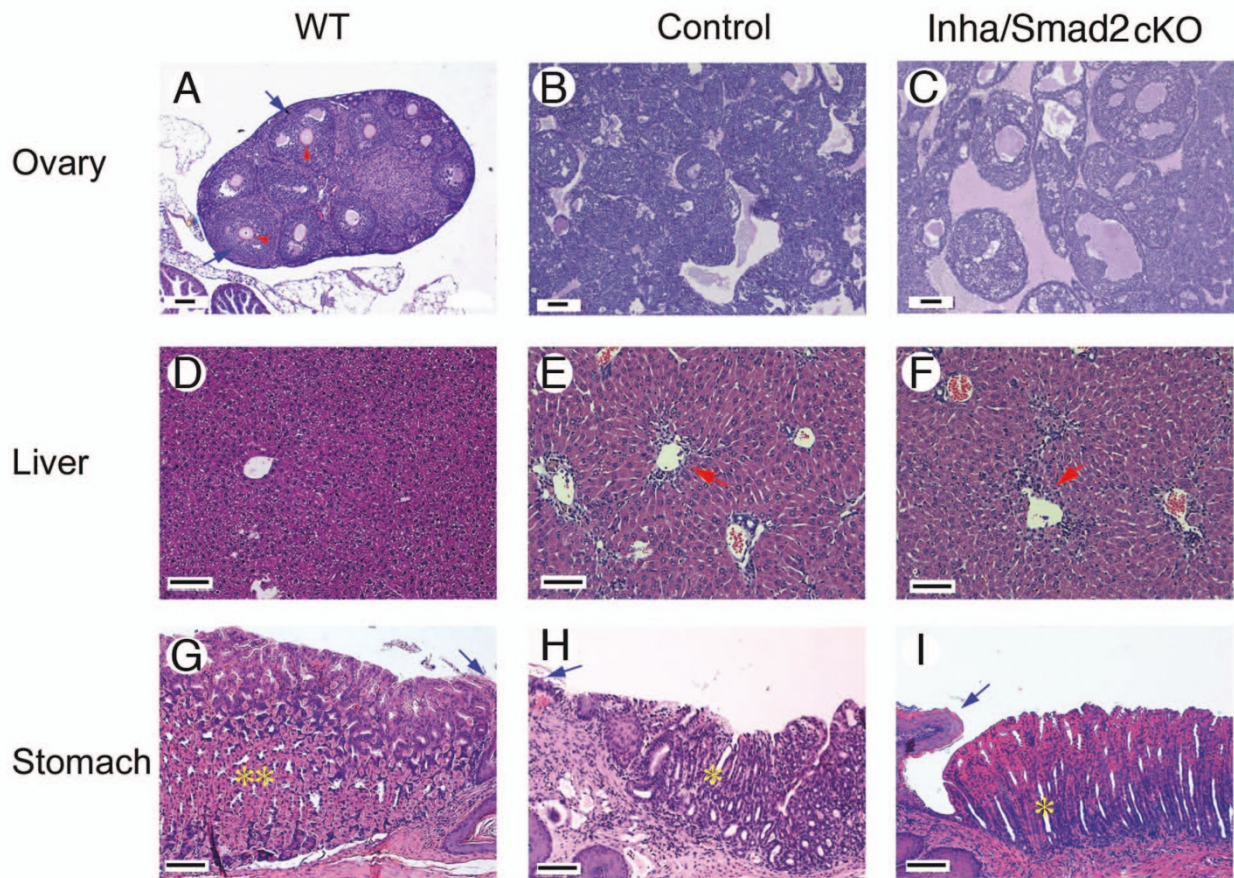 WT Control Inha/Smad2cKO
Ovary
A B C
Liver
D E F
Stomach
G H I
** * *